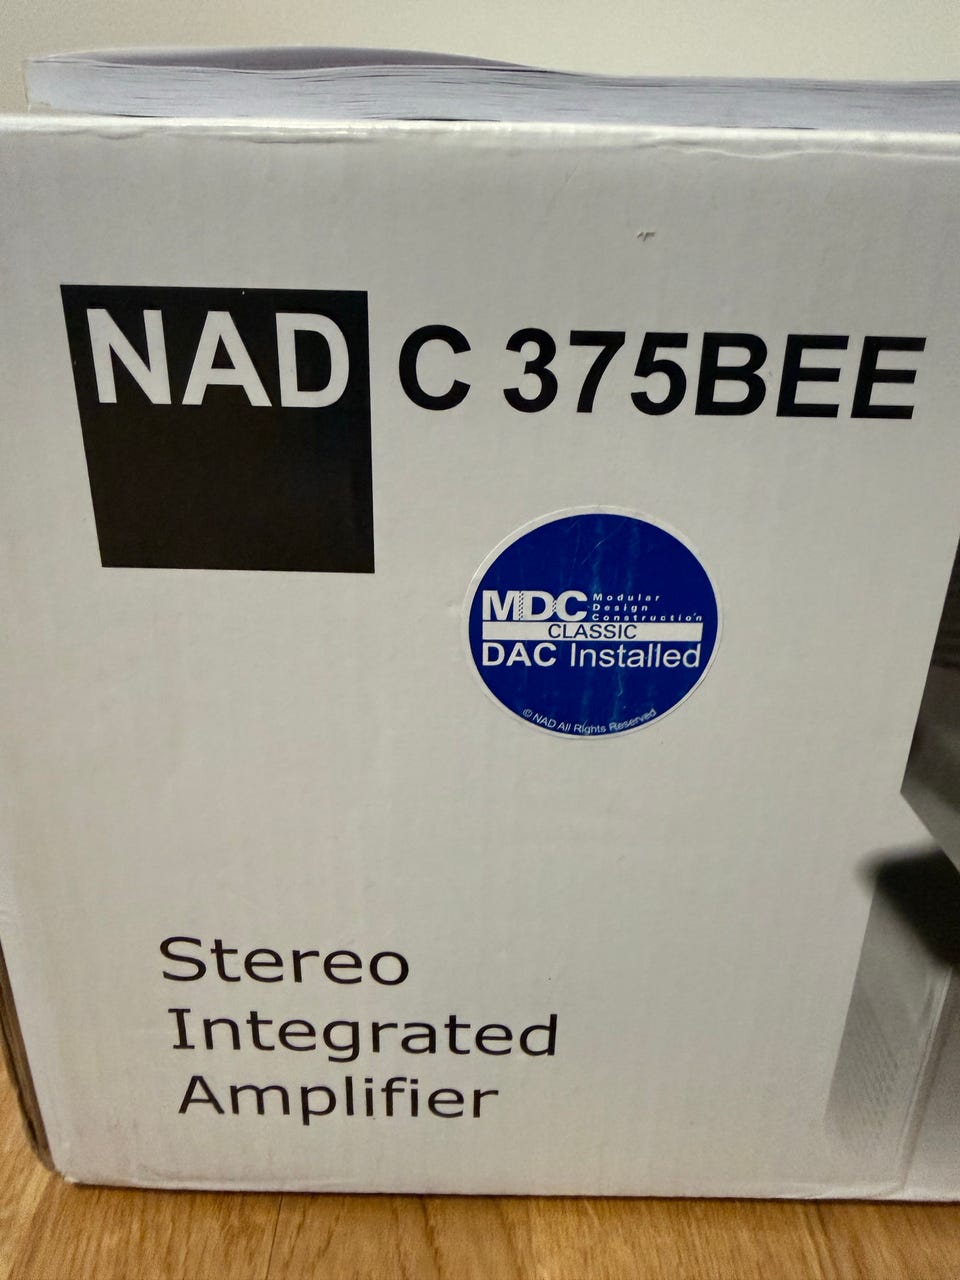 NAD C 375BEE
MDC Modular
Design
Construction
CLASSIC
DAC Installed
© NAD All Rights Reserved
Stereo
Integrated
Amplifier